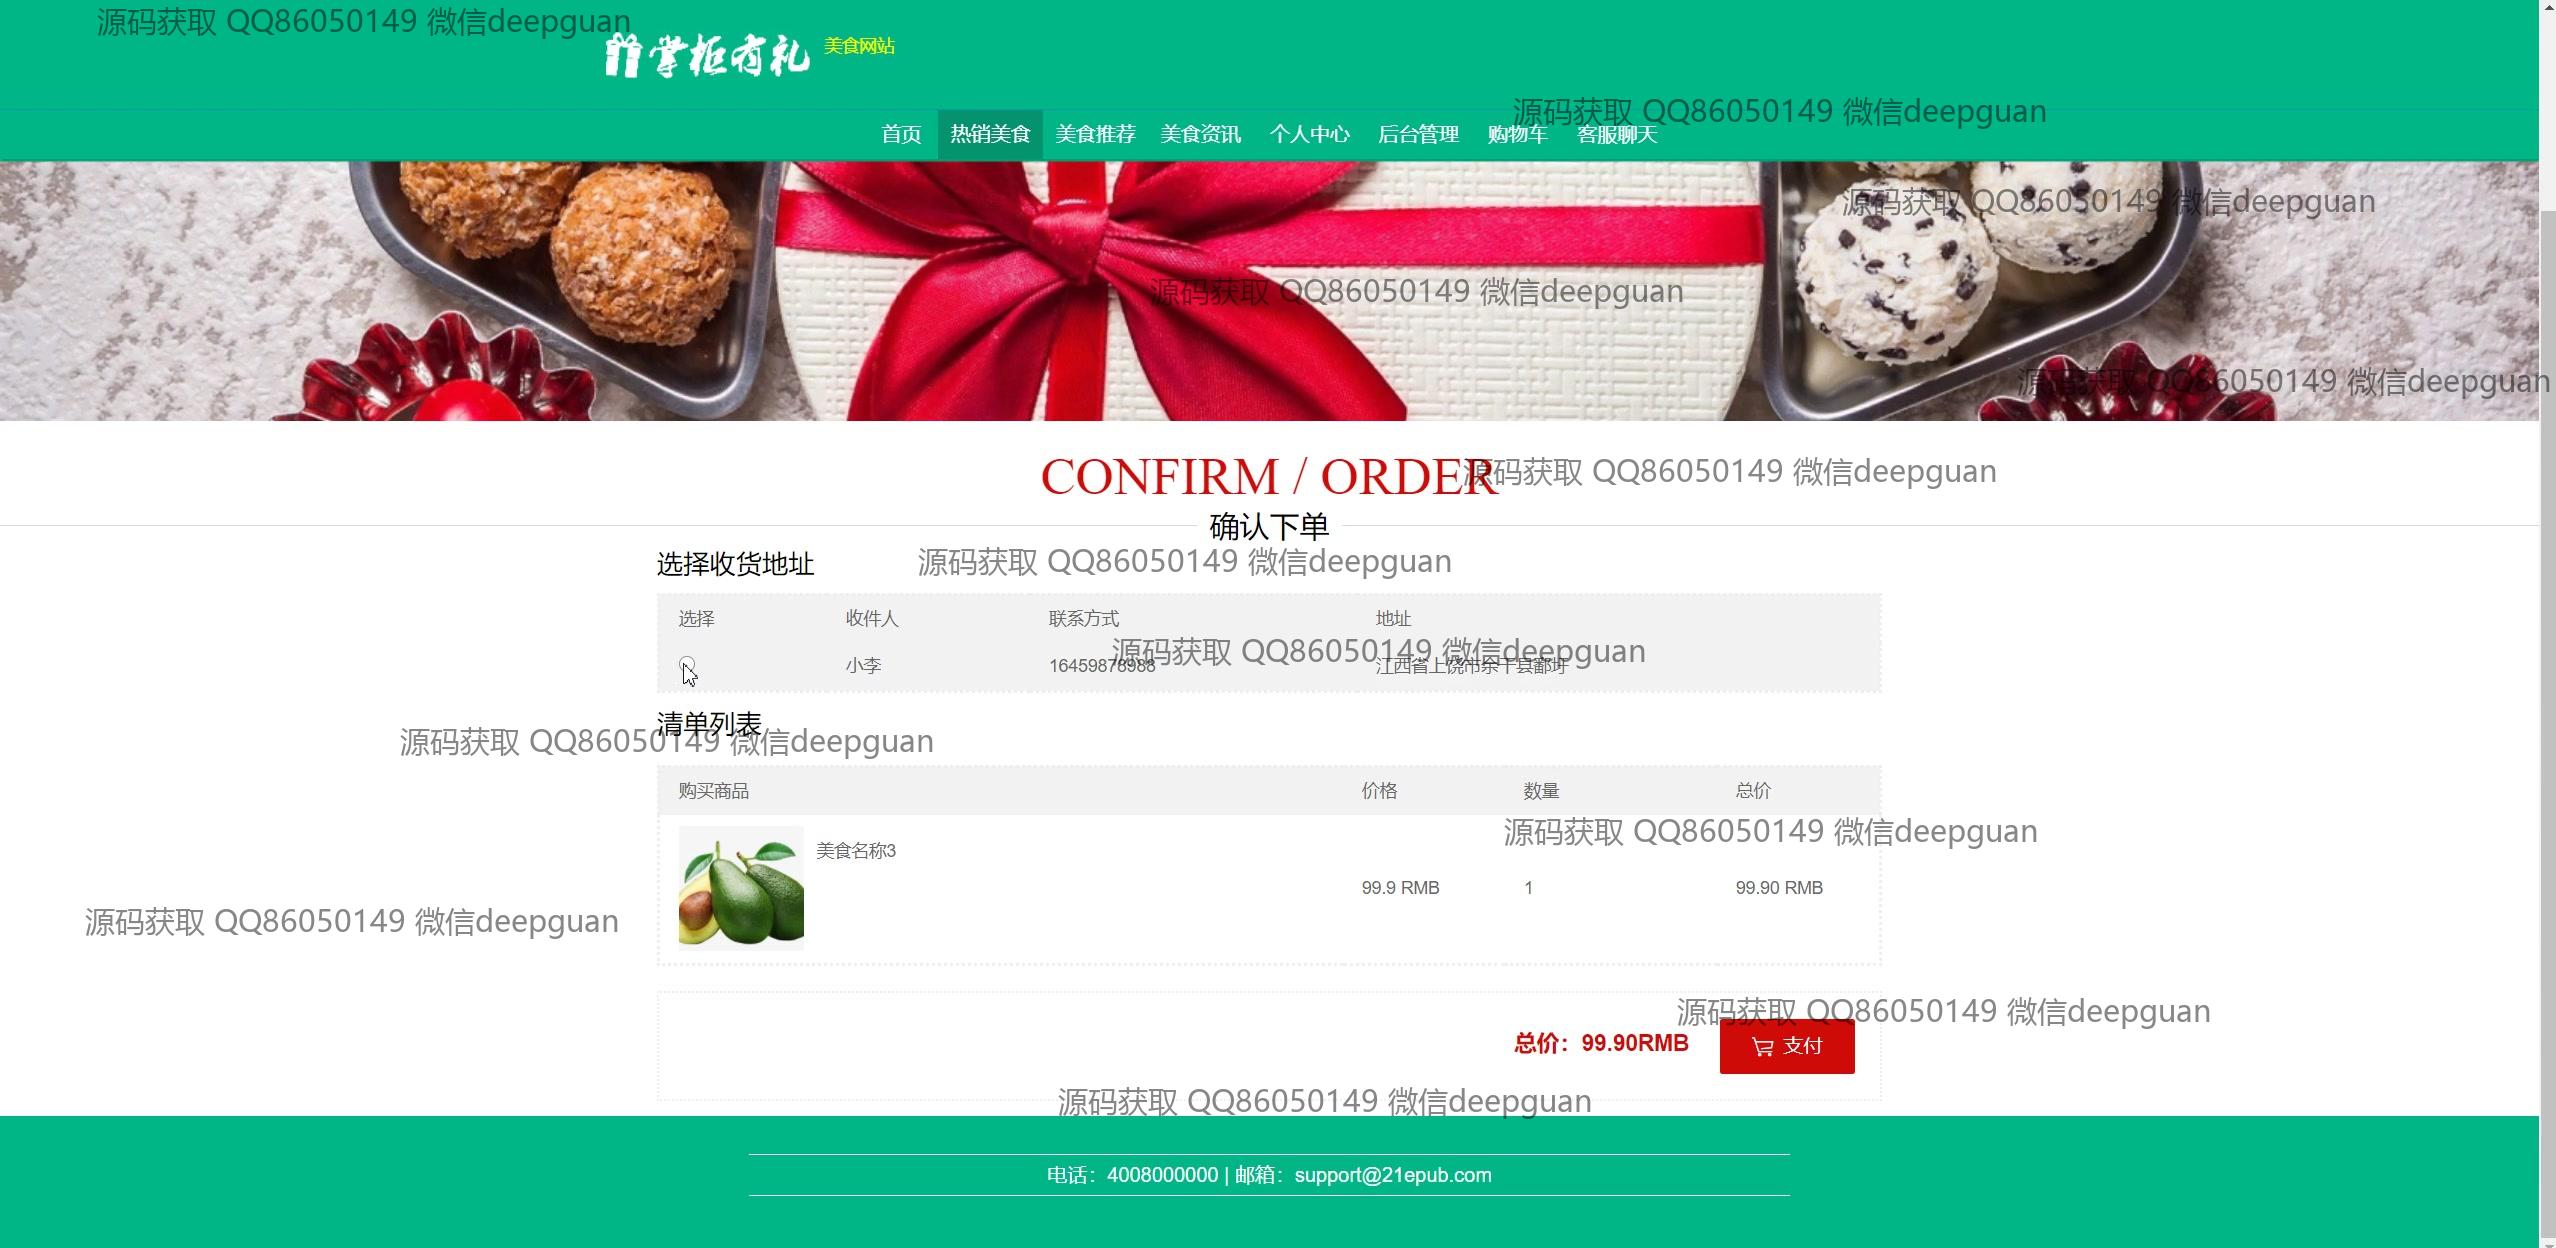 源码获取 QQ86050149 微信deepguan
掌柜有礼
美食网站
源码获取 QQ86050149 微信deepguan
首页 热销美食 美食推荐 美食资讯 个人中心 后台管理 购物车 客服聊天
源码获取 QQ86050149 微信deepguan
源码获取 QQ86050149 微信deepguan
源码获取 QQ86050149 微信deepguan
CONFIRM / ORDER
源码获取 QQ86050149 微信deepguan
确认下单
选择收货地址
源码获取 QQ86050149 微信deepguan
选择 收件人 联系方式 地址
源码获取 QQ86050149 微信deepguan
小李 16459878988 江西省上饶市余干县鄱圩
清单列表
源码获取 QQ86050149 微信deepguan
购买商品 价格 数量 总价
源码获取 QQ86050149 微信deepguan
美食名称3
99.9 RMB 1 99.90 RMB
源码获取 QQ86050149 微信deepguan
源码获取 QQ86050149 微信deepguan
总价：99.90RMB 支付
源码获取 QQ86050149 微信deepguan
电话：4008000000 | 邮箱：support@21epub.com